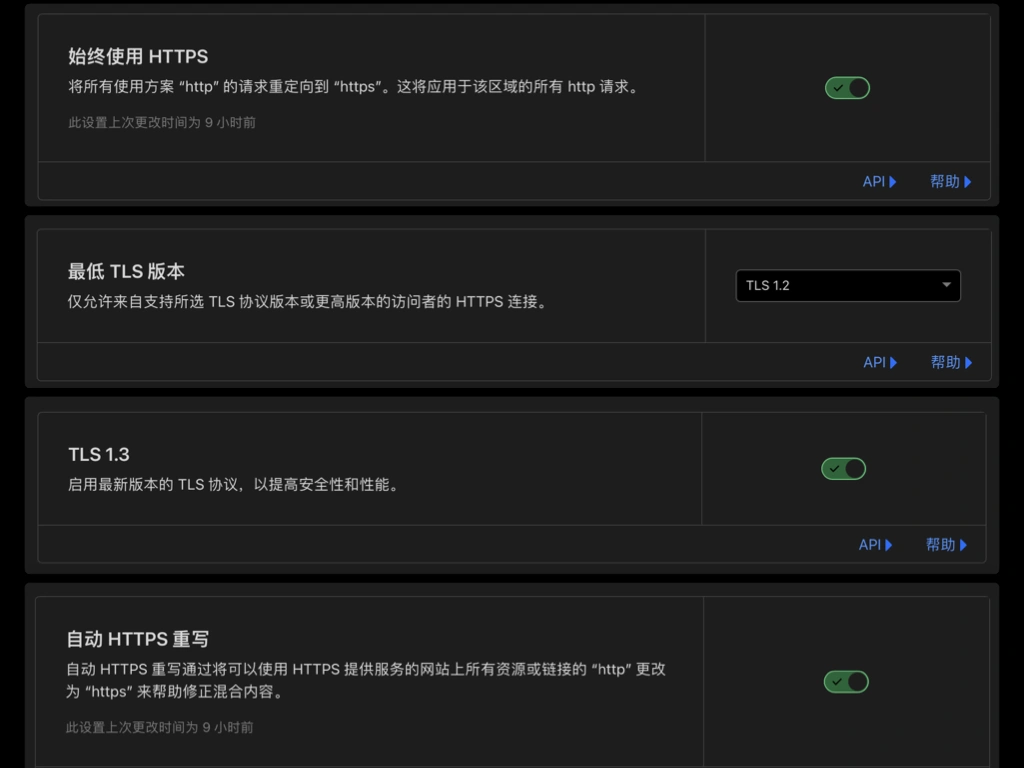 始终使用 HTTPS
将所有使用方案 “http” 的请求重定向到 “https”。这将应用于该区域的所有 http 请求。
此设置上次更改时间为 9 小时前
API
帮助
最低 TLS 版本
仅允许来自支持所选 TLS 协议版本或更高版本的访问者的 HTTPS 连接。
TLS 1.2
API
帮助
TLS 1.3
启用最新版本的 TLS 协议，以提高安全性和性能。
API
帮助
自动 HTTPS 重写
自动 HTTPS 重写通过将可以使用 HTTPS 提供服务的网站上所有资源或链接的 “http” 更改
为 “https” 来帮助修正混合内容。
此设置上次更改时间为 9 小时前